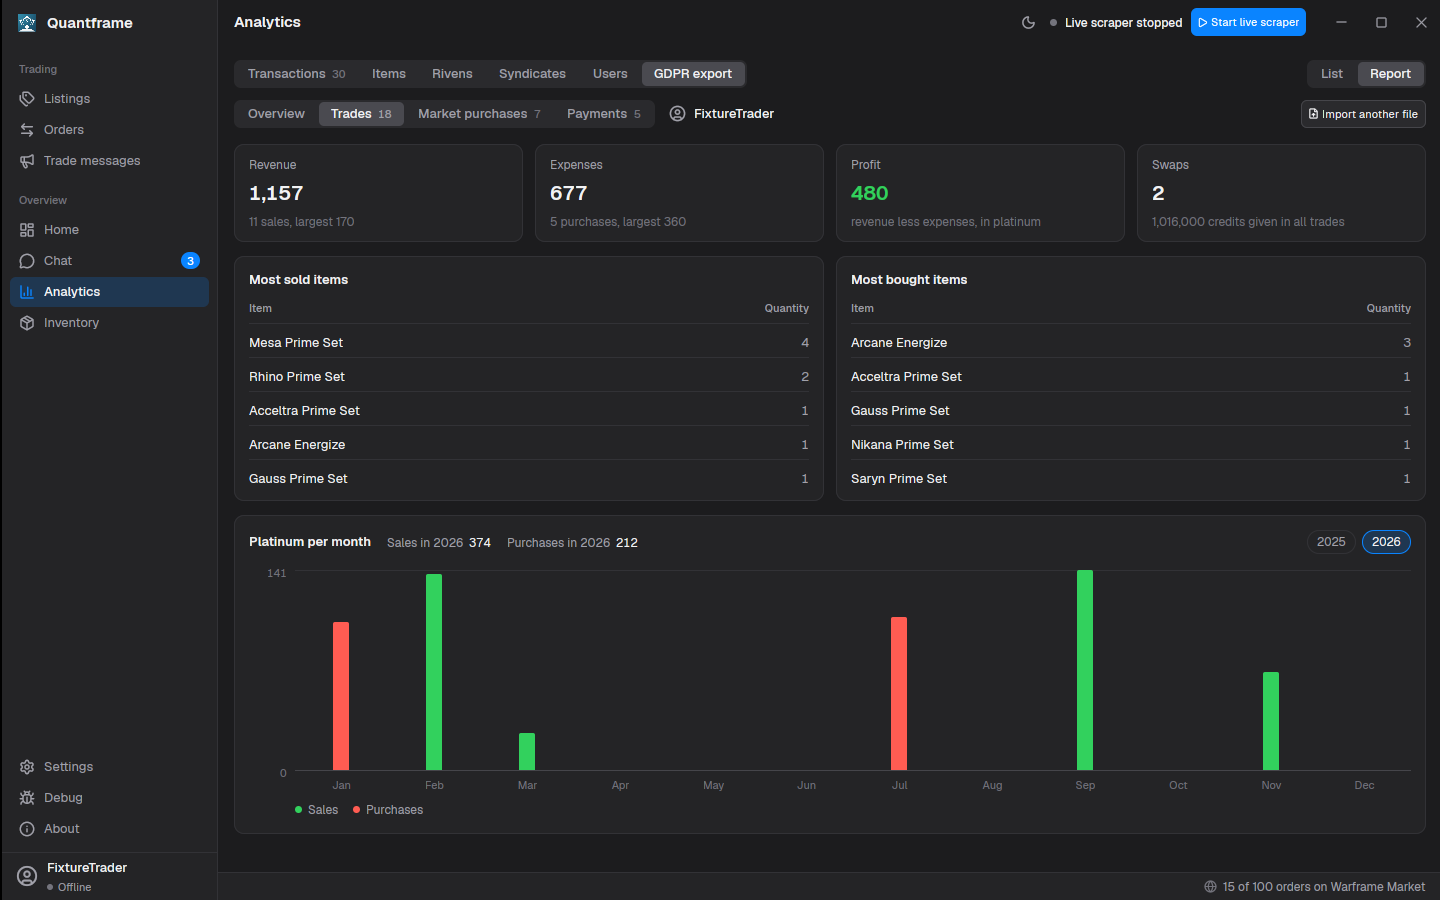 Quantframe
Analytics
Live scraper stopped
Start live scraper
Trading
Listings
Orders
Trade messages
Overview
Home
Chat 3
Analytics
Inventory
Settings
Debug
About
FixtureTrader
Offline
Transactions 30 Items Rivens Syndicates Users GDPR export
List Report
Overview Trades 18 Market purchases 7 Payments 5 FixtureTrader
Import another file
Revenue
1,157
11 sales, largest 170
Expenses
677
5 purchases, largest 360
Profit
480
revenue less expenses, in platinum
Swaps
2
1,016,000 credits given in all trades
Most sold items
Item Quantity
Mesa Prime Set 4
Rhino Prime Set 2
Acceltra Prime Set 1
Arcane Energize 1
Gauss Prime Set 1
Most bought items
Item Quantity
Arcane Energize 3
Acceltra Prime Set 1
Gauss Prime Set 1
Nikana Prime Set 1
Saryn Prime Set 1
Platinum per month Sales in 2026 374 Purchases in 2026 212
2025 2026
141
0
Jan Feb Mar Apr May Jun Jul Aug Sep Oct Nov Dec
Sales Purchases
15 of 100 orders on Warframe Market